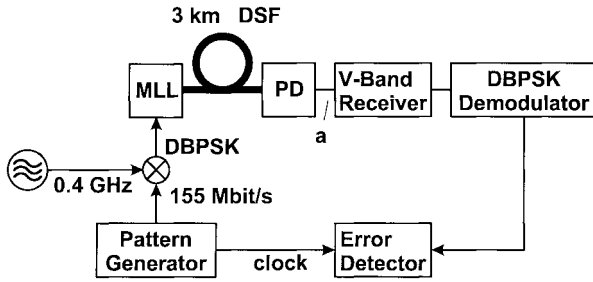 3 km DSF
MLL
PD
V-Band
Receiver
DBPSK
Demodulator
a
DBPSK
0.4 GHz
155 Mbit/s
Pattern
Generator
clock
Error
Detector